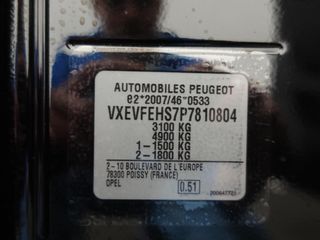 AUTOMOBILES PEUGEOT
e2*2007/46*0533
VXEVFEHS7P7810804
3100 KG
4900 KG
1-1500 KG
2-1800 KG
2-10 BOULEVARD DE L'EUROPE
78300 POISSY (FRANCE)
OPEL 0.51